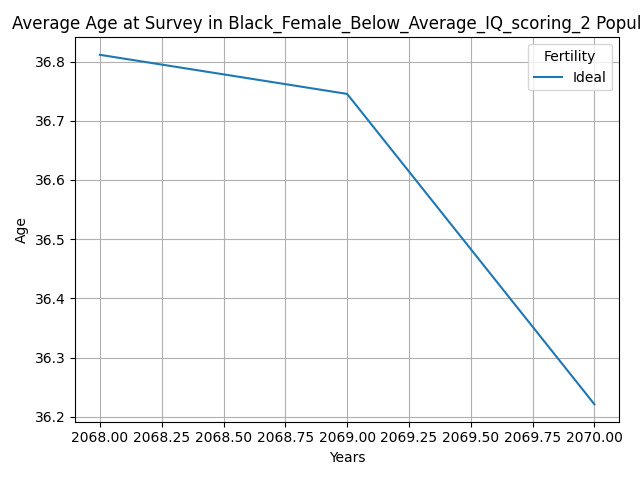 Average Age at Survey in Black_Female_Below_Average_IQ_scoring_2 Popul
Fertility
Ideal
36.8
36.7
36.6
36.5
36.4
36.3
36.2
Age
2068.00 2068.25 2068.50 2068.75 2069.00 2069.25 2069.50 2069.75 2070.00
Years